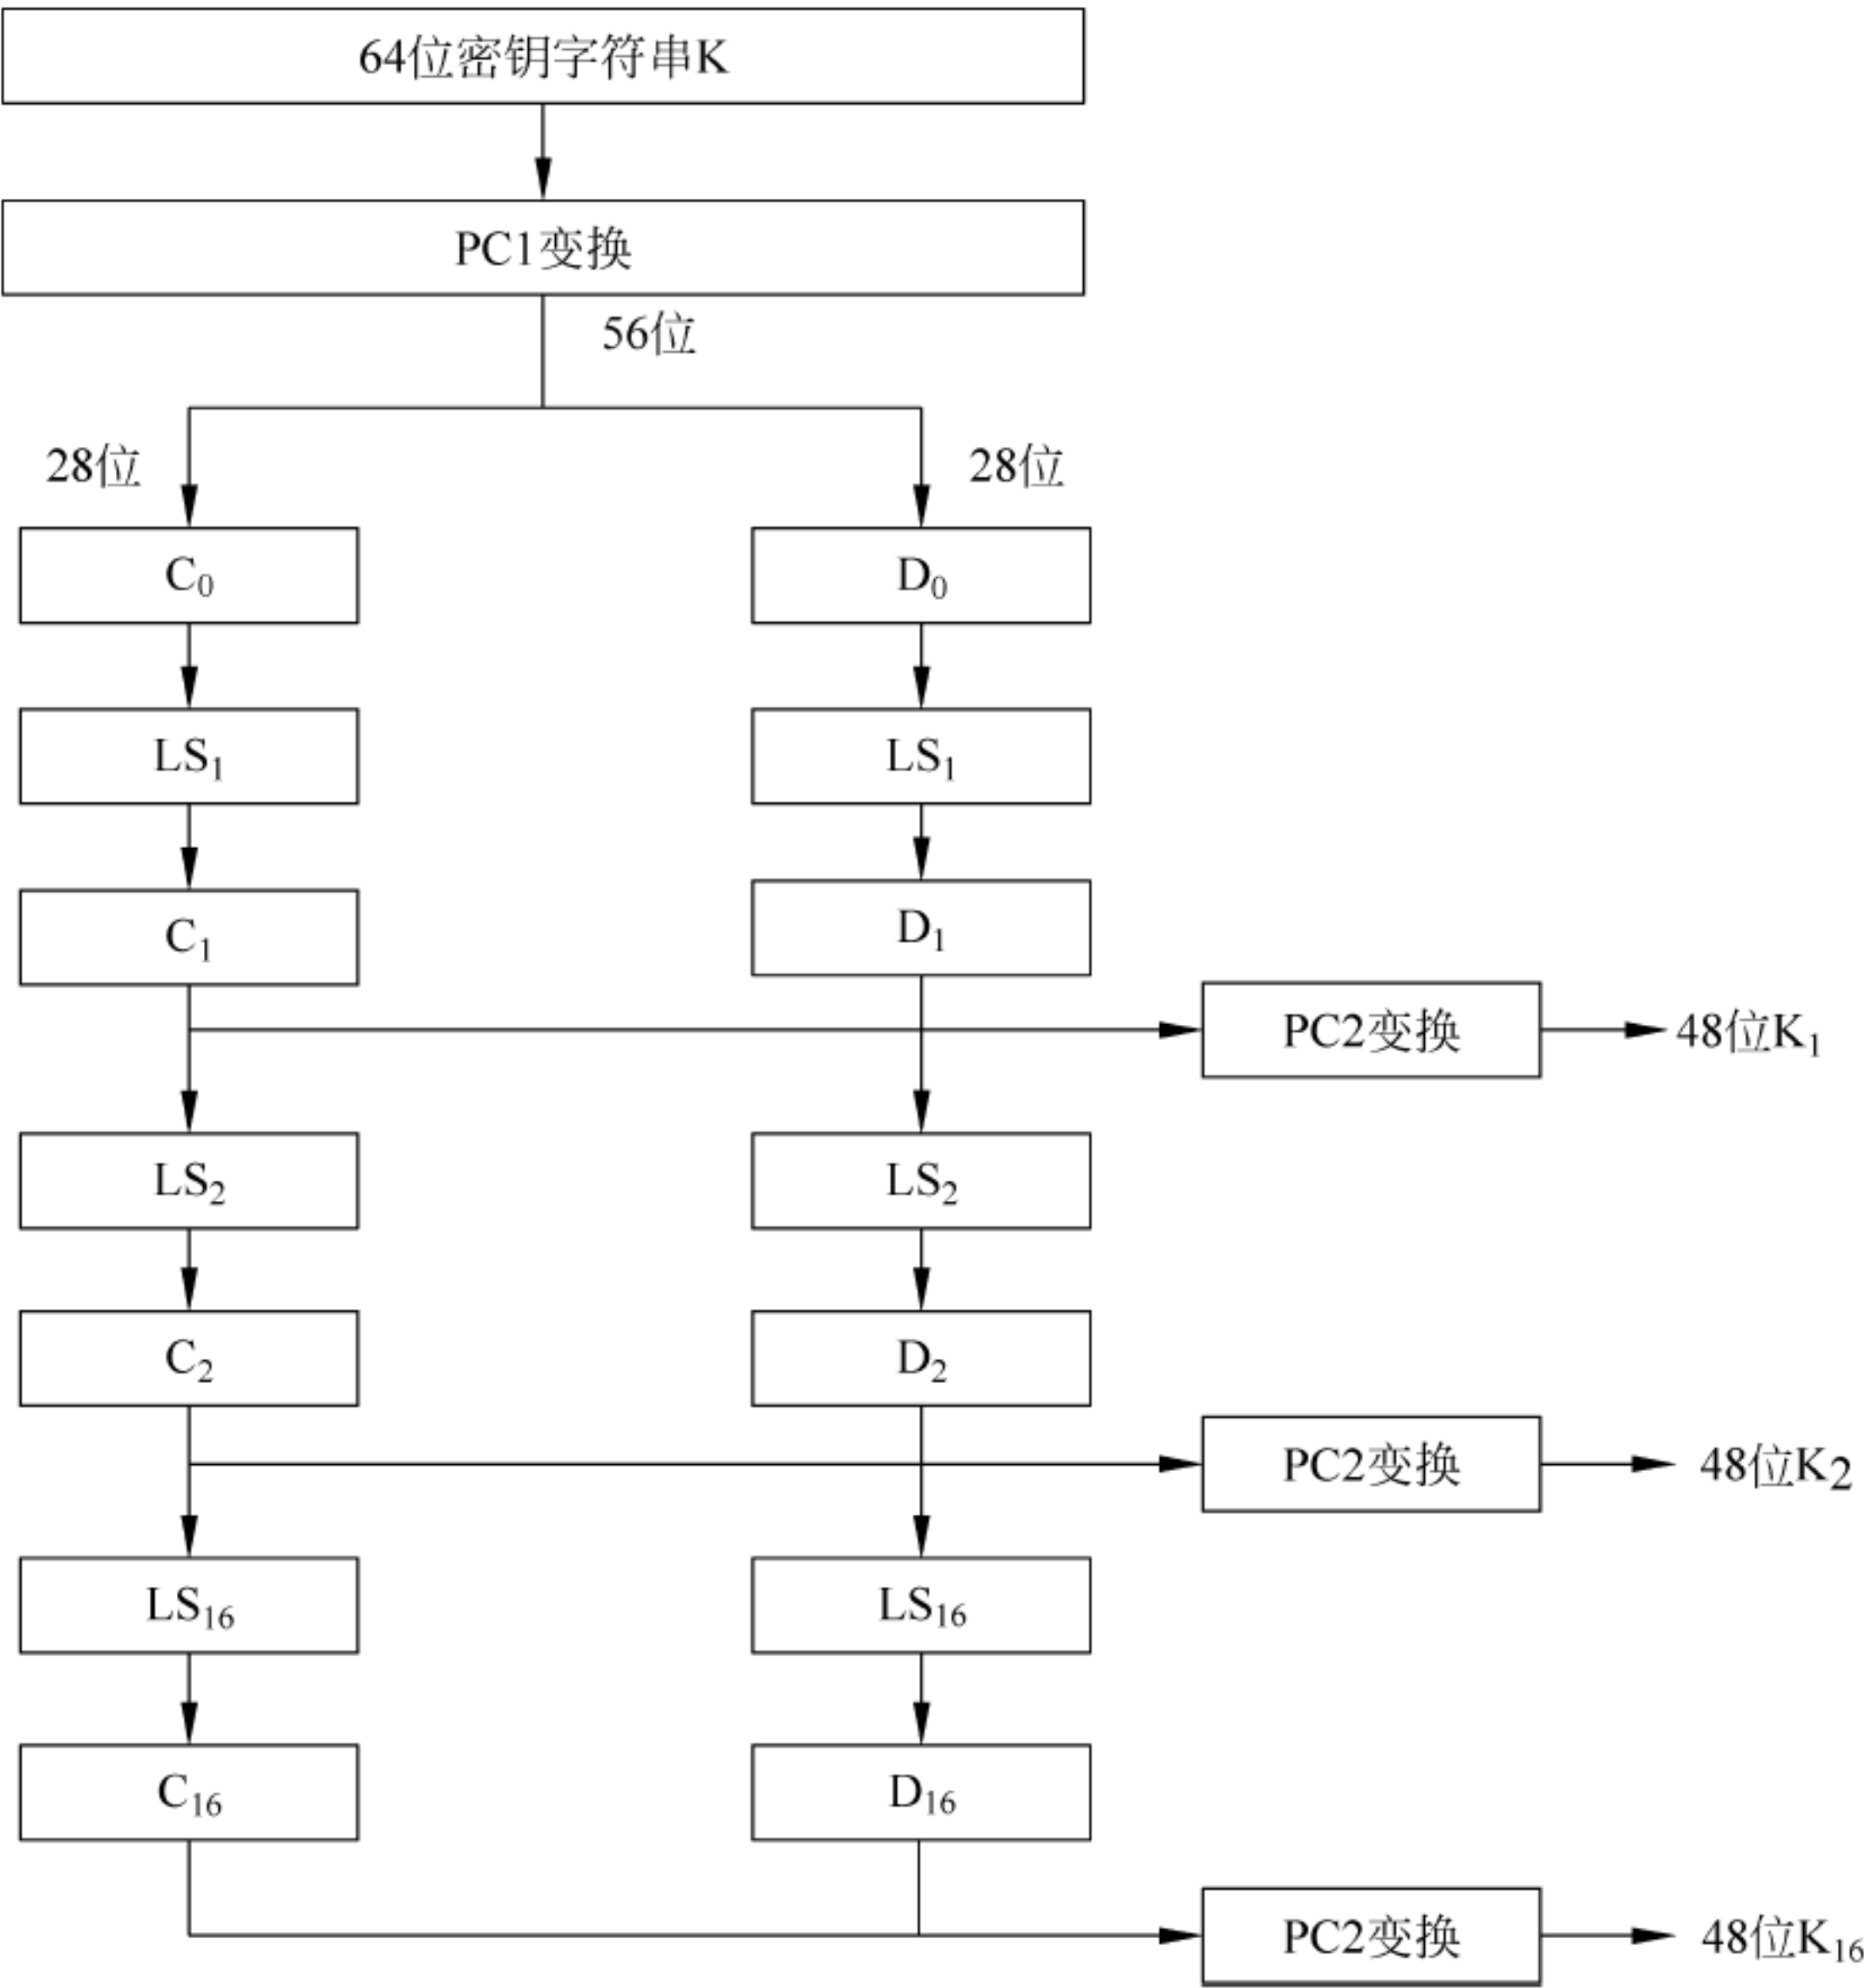 64位密钥字符串K
PC1变换
56位
28位 28位
C₀ D₀
LS₁ LS₁
C₁ D₁
PC2变换 48位K₁
LS₂ LS₂
C₂ D₂
PC2变换 48位K₂
LS₁₆ LS₁₆
C₁₆ D₁₆
PC2变换 48位K₁₆